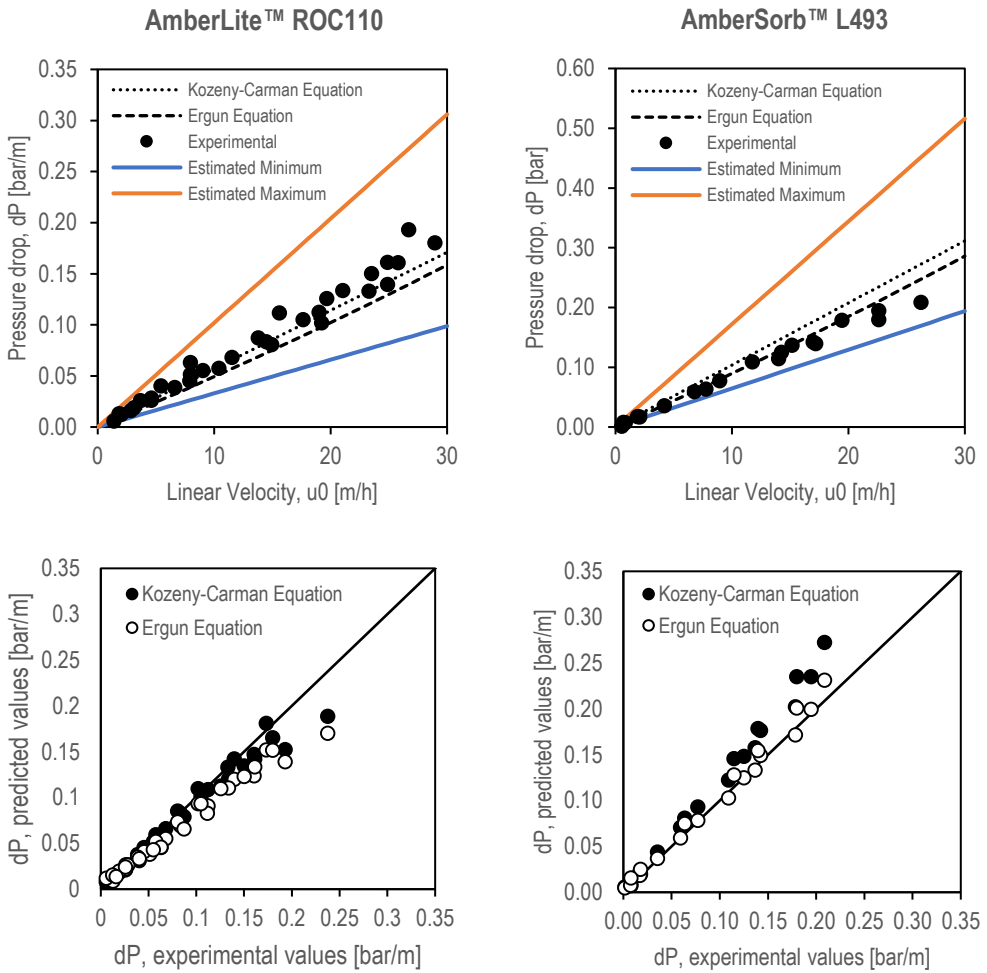 AmberLite™ ROC110
0.35
0.30
0.25
0.20
0.15
0.10
0.05
0.00
Pressure drop, dP [bar/m]
Kozeny-Carman Equation
Ergun Equation
Experimental
Estimated Minimum
Estimated Maximum
0
10
20
30
Linear Velocity, u0 [m/h]
AmberSorb™ L493
0.60
0.50
0.40
0.30
0.20
0.10
0.00
Pressure drop, dP [bar]
Kozeny-Carman Equation
Ergun Equation
Experimental
Estimated Minimum
Estimated Maximum
0
10
20
30
Linear Velocity, u0 [m/h]
0.35
0.3
0.25
0.2
0.15
0.1
0.05
0
dP, predicted values [bar/m]
Kozeny-Carman Equation
Ergun Equation
0
0.05
0.1
0.15
0.2
0.25
0.3
0.35
dP, experimental values [bar/m]
0.35
0.30
0.25
0.20
0.15
0.10
0.05
0.00
dP, predicted values [bar/m]
Kozeny-Carman Equation
Ergun Equation
0.00
0.05
0.10
0.15
0.20
0.25
0.30
0.35
dP, experimental values [bar/m]